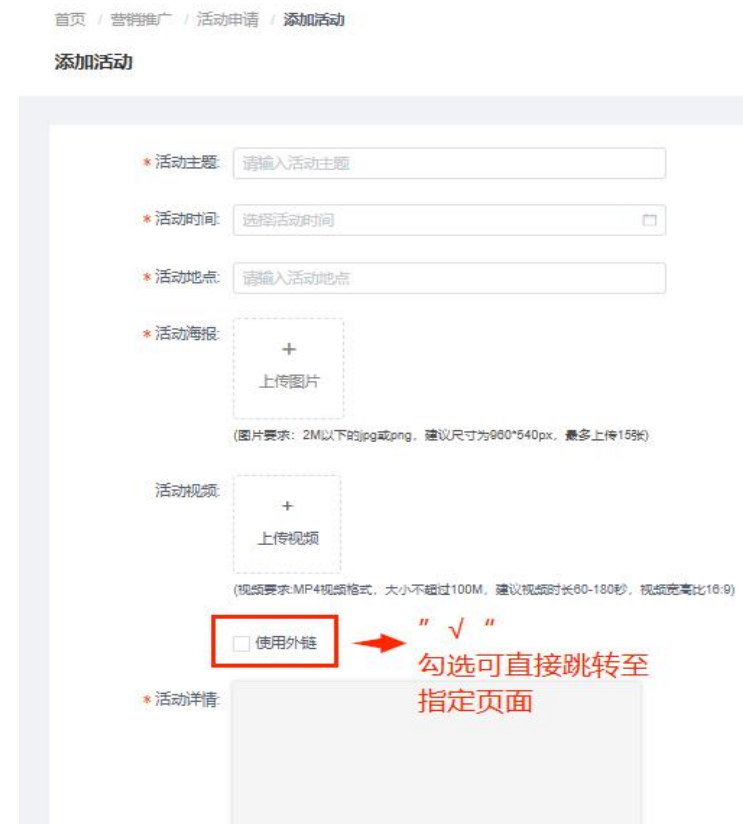 首页 / 营销推广 / 活动申请 / 添加活动
添加活动
* 活动主题: 请输入活动主题
* 活动时间: 选择活动时间
* 活动地点: 请输入活动地点
* 活动海报:
+
上传图片
(图片要求：2M以下的jpg或png，建议尺寸为960*540px，最多上传15张)
活动视频:
+
上传视频
(视频要求:MP4视频格式，大小不超过100M，建议视频时长60-180秒，视频宽高比16:9)
使用外链
" √ "
勾选可直接跳转至
指定页面
* 活动详情: